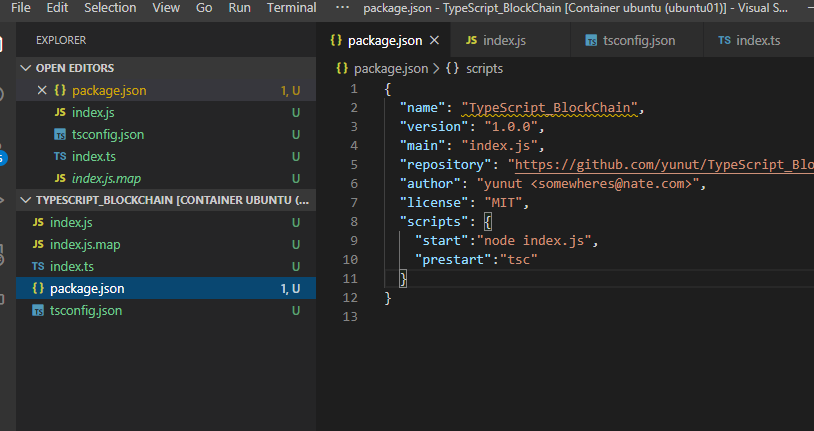 File Edit Selection View Go Run Terminal ··· package.json - TypeScript_BlockChain [Container ubuntu (ubuntu01)] - Visual S...
EXPLORER
OPEN EDITORS
{ } package.json 1, U
JS index.js U
TS tsconfig.json U
TS index.ts U
JS index.js.map U
TYPESCRIPT_BLOCKCHAIN [CONTAINER UBUNTU (...
JS index.js U
JS index.js.map U
TS index.ts U
{ } package.json 1, U
TS tsconfig.json U
{ } package.json JS index.js TS tsconfig.json TS index.ts
{ } package.json > { } scripts
1 {
2 "name": "TypeScript_BlockChain",
3 "version": "1.0.0",
4 "main": "index.js",
5 "repository": "https://github.com/yunut/TypeScript_Blo
6 "author": "yunut <somewheres@nate.com>",
7 "license": "MIT",
8 "scripts": {
9 "start":"node index.js",
10 "prestart":"tsc"
11 }
12 }
13